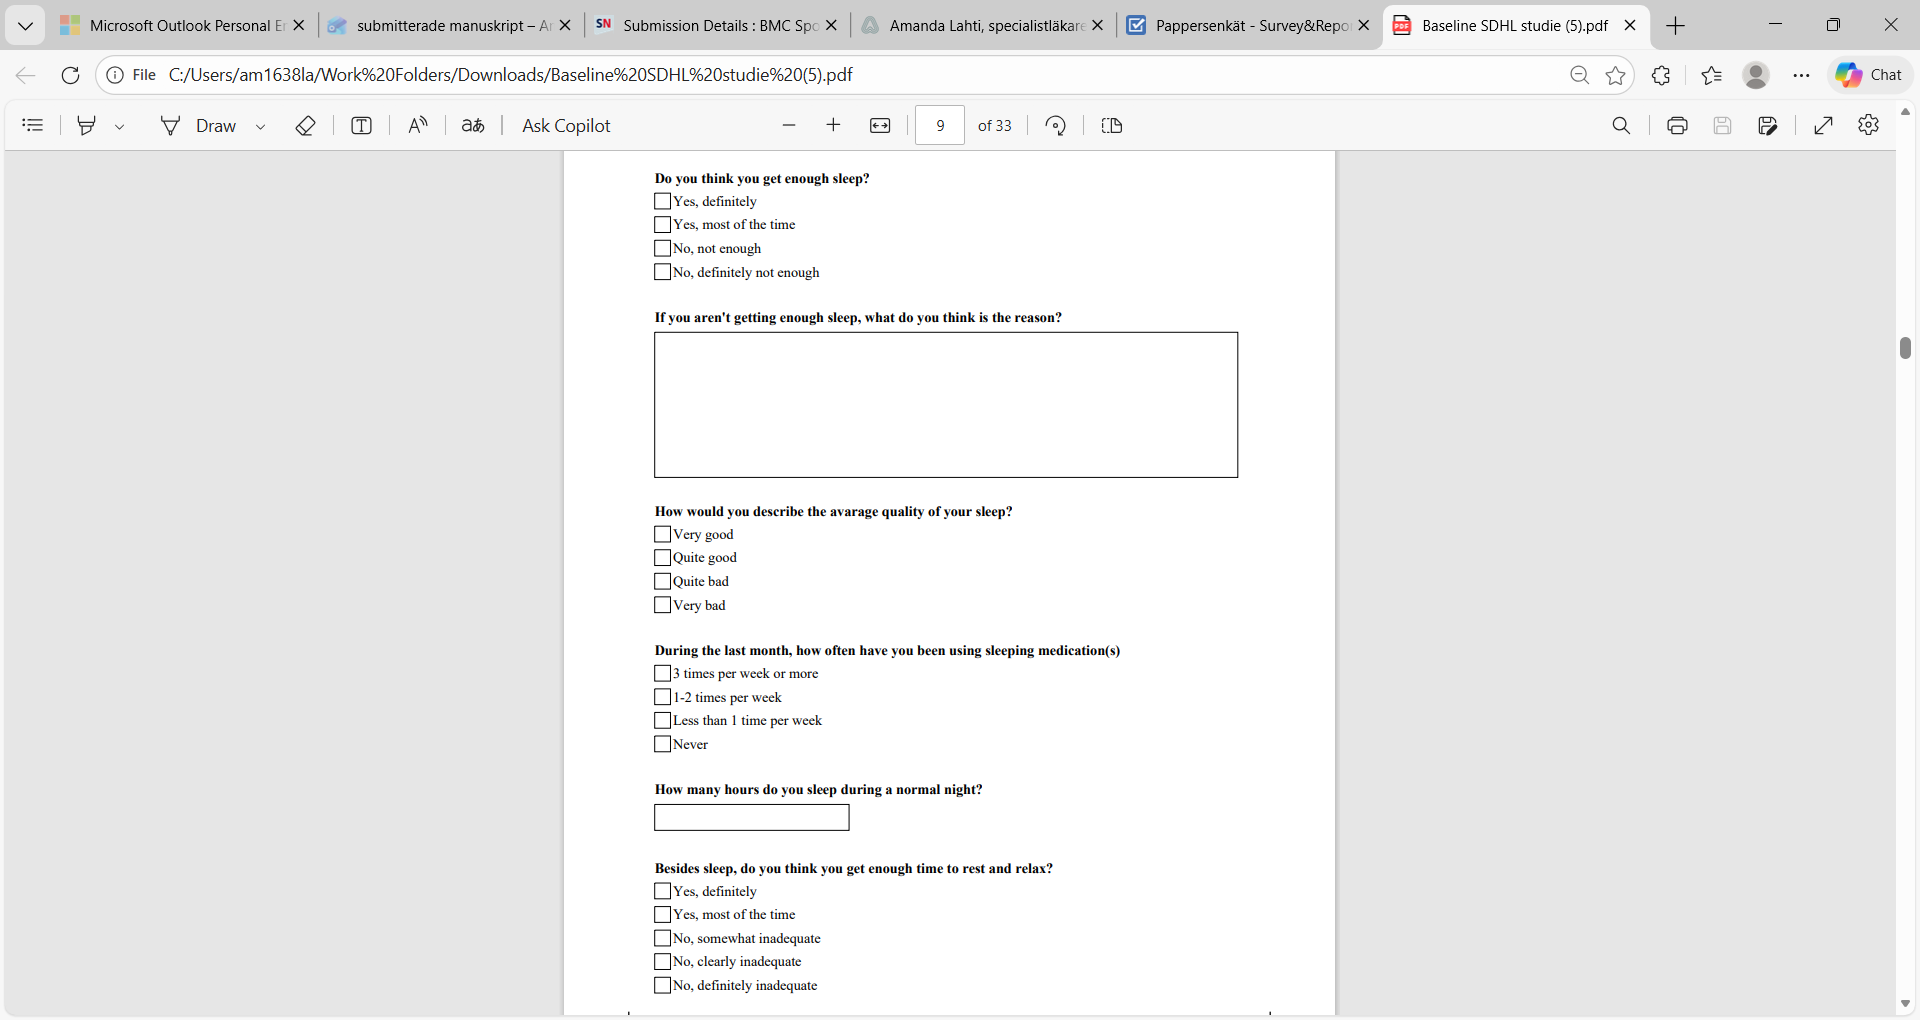 Microsoft Outlook Personal Er
submitterade manuskript – Ar
SN Submission Details : BMC Spo
Amanda Lahti, specialistläkare
Pappersenkät - Survey&Repor
PDF Baseline SDHL studie (5).pdf
File C:/Users/am1638la/Work%20Folders/Downloads/Baseline%20SDHL%20studie%20(5).pdf
Chat
Draw
aあ
Ask Copilot
9 of 33
Do you think you get enough sleep?
Yes, definitely
Yes, most of the time
No, not enough
No, definitely not enough
If you aren't getting enough sleep, what do you think is the reason?
How would you describe the avarage quality of your sleep?
Very good
Quite good
Quite bad
Very bad
During the last month, how often have you been using sleeping medication(s)
3 times per week or more
1-2 times per week
Less than 1 time per week
Never
How many hours do you sleep during a normal night?
Besides sleep, do you think you get enough time to rest and relax?
Yes, definitely
Yes, most of the time
No, somewhat inadequate
No, clearly inadequate
No, definitely inadequate